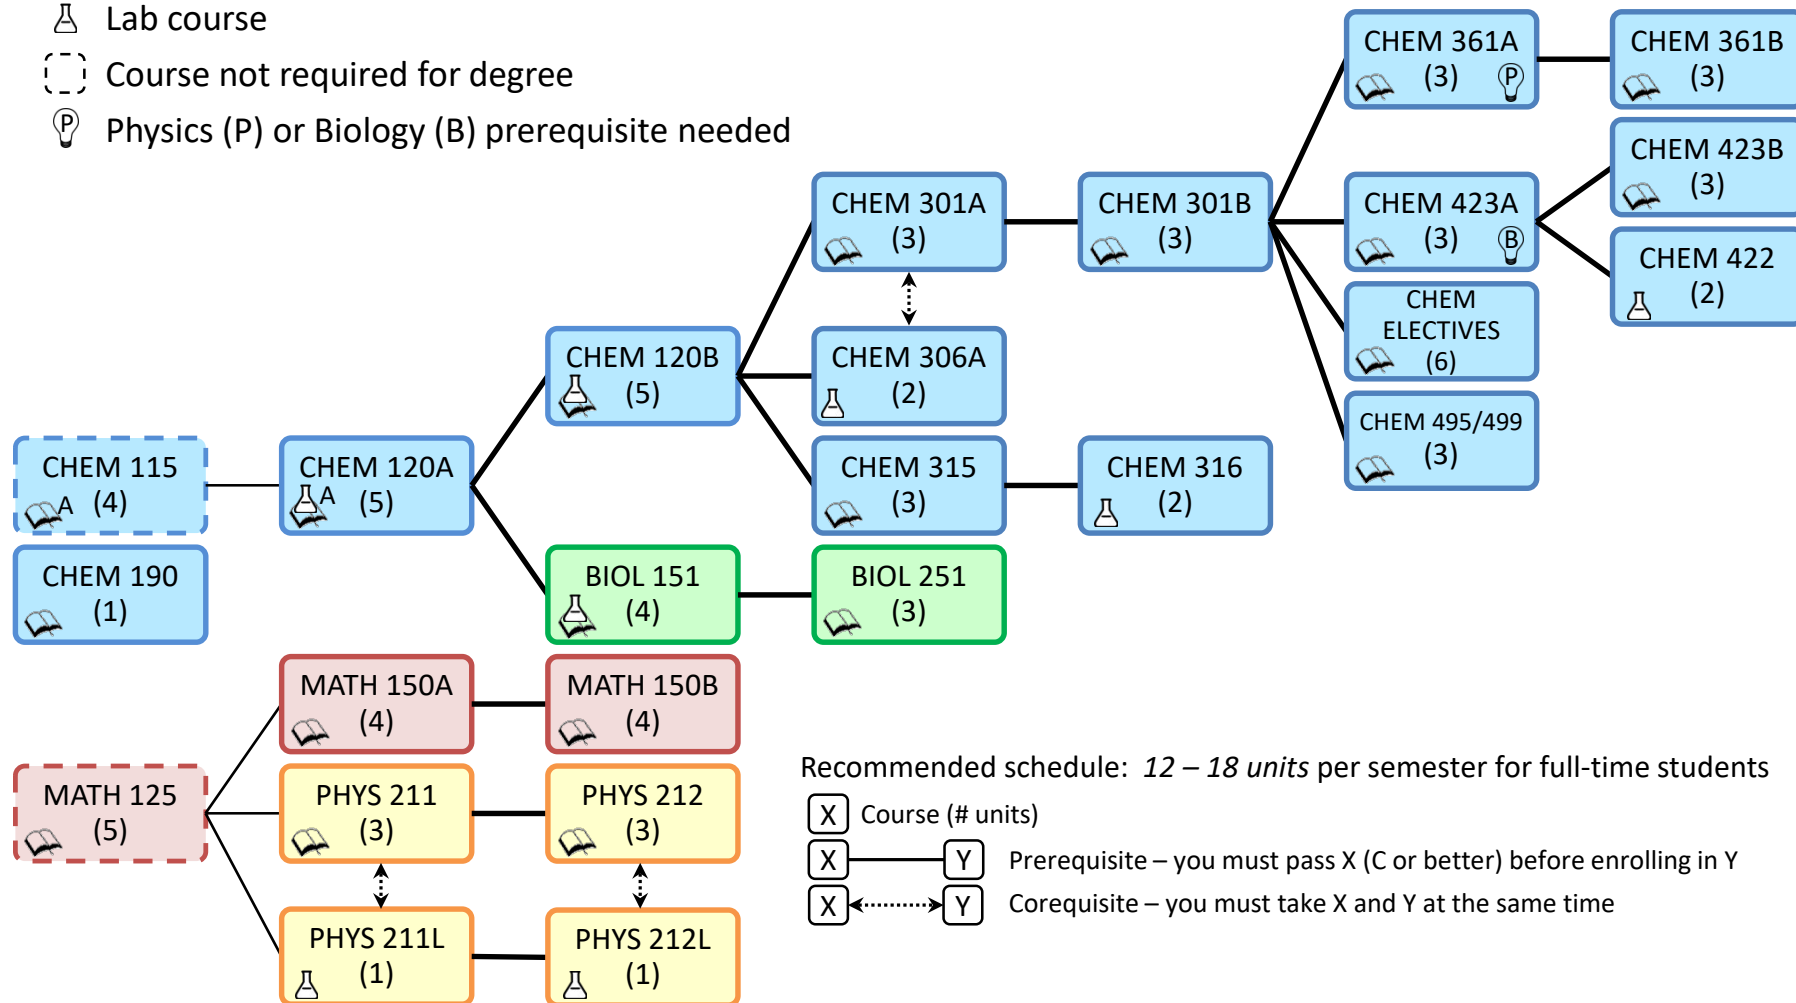 Lab course
Course not required for degree
P Physics (P) or Biology (B) prerequisite needed
CHEM 361A
(3) P
CHEM 361B
(3)
CHEM 423B
(3)
CHEM 301A
(3)
CHEM 301B
(3)
CHEM 423A
(3) B
CHEM 422
(2)
CHEM
ELECTIVES
(6)
CHEM 120B
(5)
CHEM 306A
(2)
CHEM 495/499
(3)
CHEM 115
A (4)
CHEM 120A
A (5)
CHEM 315
(3)
CHEM 316
(2)
CHEM 190
(1)
BIOL 151
(4)
BIOL 251
(3)
MATH 150A
(4)
MATH 150B
(4)
MATH 125
(5)
PHYS 211
(3)
PHYS 212
(3)
PHYS 211L
(1)
PHYS 212L
(1)
Recommended schedule: 12 – 18 units per semester for full-time students
X Course (# units)
X Y Prerequisite – you must pass X (C or better) before enrolling in Y
X Y Corequisite – you must take X and Y at the same time